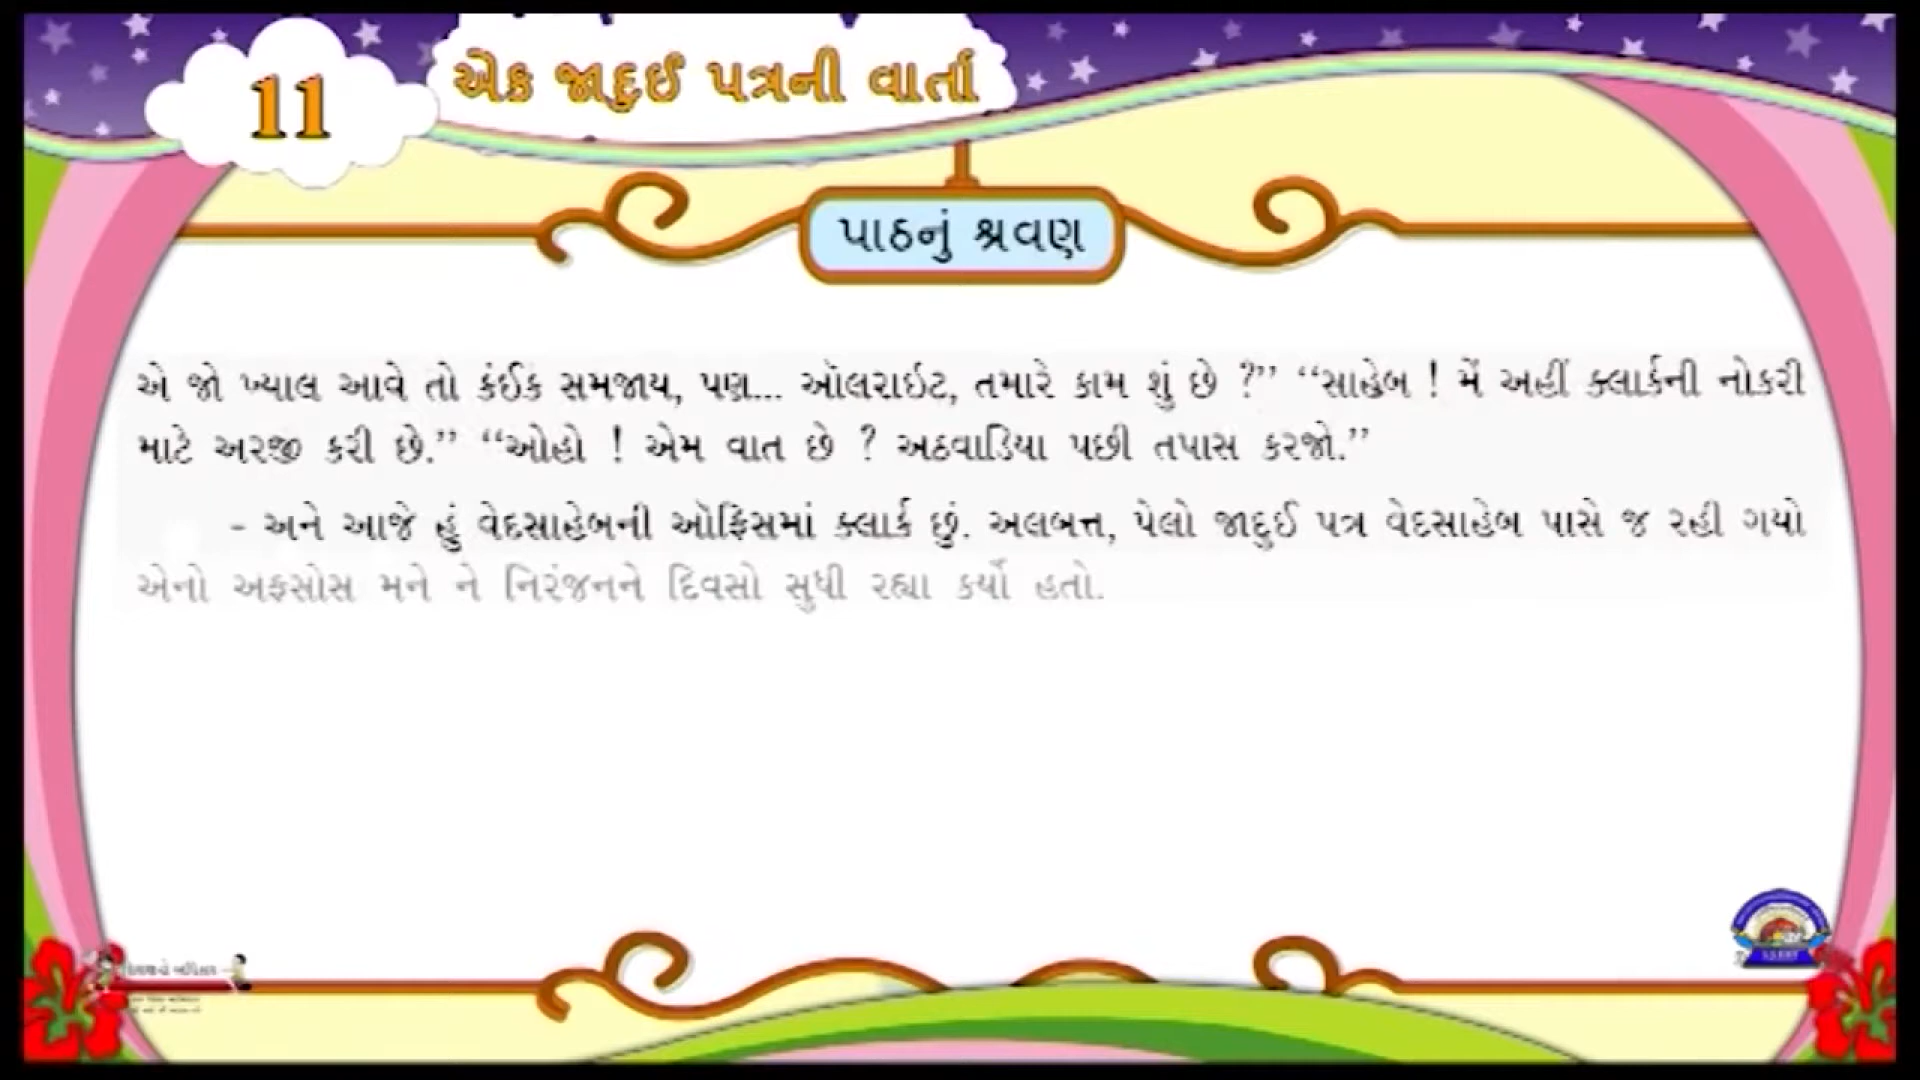 11
એક જાદુઈ પત્રની વાર્તા
પાઠનું શ્રવણ
એ જો ખ્યાલ આવે તો કંઈક સમજાય, પણ... ઑલરાઇટ, તમારે કામ શું છે ?’’ ‘‘સાહેબ ! મેં અહીં ક્લાર્કની નોકરી
માટે અરજી કરી છે.’’ ‘‘ઓહો ! એમ વાત છે ? અઠવાડિયા પછી તપાસ કરજો.’’
- અને આજે હું વેદસાહેબની ઑફિસમાં ક્લાર્ક છું. અલબત્ત, પેલો જાદુઈ પત્ર વેદસાહેબ પાસે જ રહી ગયો
એનો અફસોસ મને ને નિરંજનને દિવસો સુધી રહ્યા કર્યો હતો.